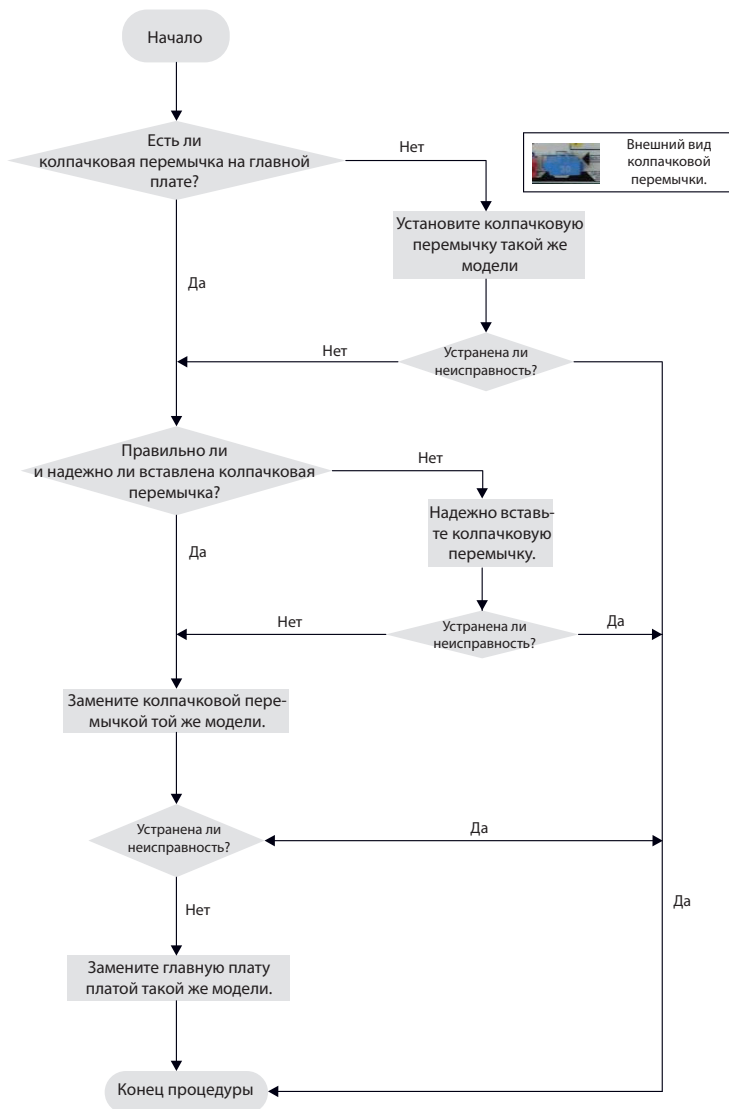 Начало
Есть ли
колпачковая перемычка на главной
плате?
Нет
Внешний вид
колпачковой
перемычки.
Установите колпачковую
перемычку такой же
модели
Да
Нет
Устранена ли
неисправность?
Правильно ли
и надежно ли вставлена колпачковая
перемычка?
Нет
Надежно вставь-
те колпачковую
перемычку.
Да
Нет
Устранена ли
неисправность?
Да
Замените колпачковой пере-
мычкой той же модели.
Устранена ли
неисправность?
Да
Да
Нет
Замените главную плату
платой такой же модели.
Конец процедуры